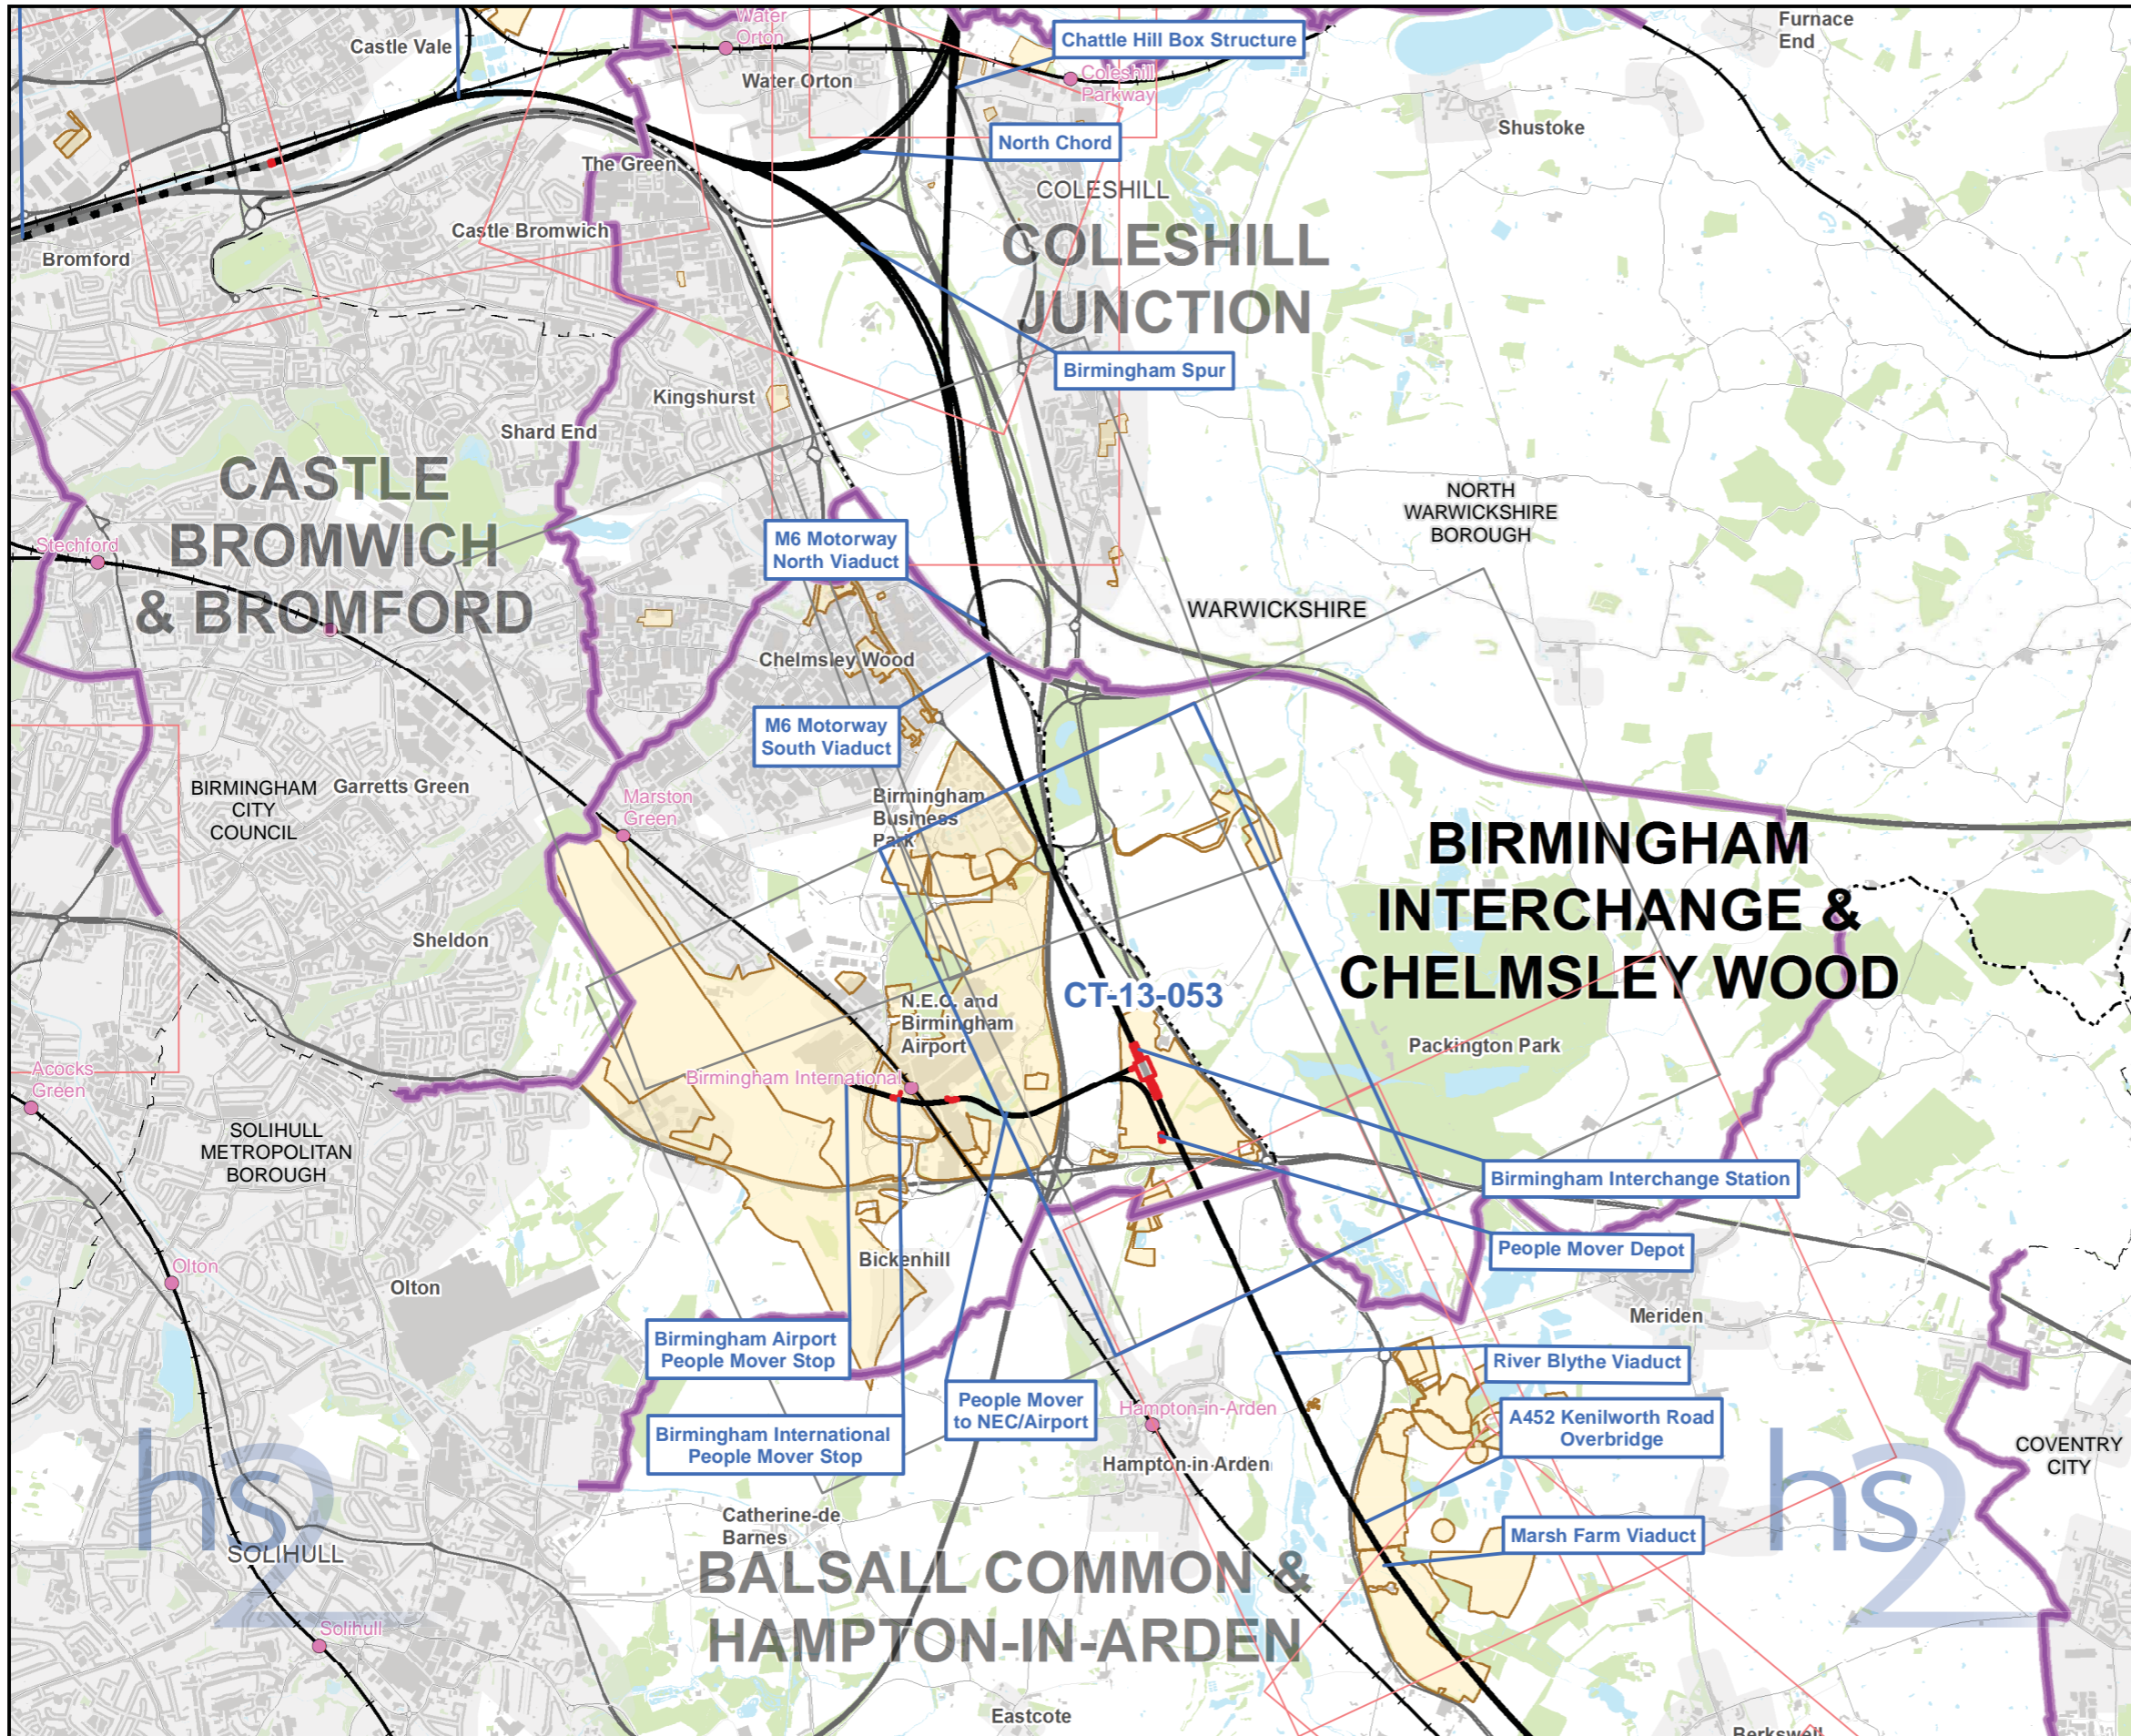 Water
Orton
Furnace
End
Castle Vale
Chattle Hill Box Structure
Water Orton
Coleshill
Parkway
North Chord
Shustoke
The Green
COLESHILL
Castle Bromwich
COLESHILL
JUNCTION
Bromford
Birmingham Spur
Kingshurst
Shard End
CASTLE
BROMWICH
& BROMFORD
NORTH
WARWICKSHIRE
BOROUGH
Stechford
M6 Motorway
North Viaduct
WARWICKSHIRE
Chelmsley Wood
M6 Motorway
South Viaduct
BIRMINGHAM
CITY
COUNCIL
Garretts Green
Marston
Green
Birmingham
Business
Park
BIRMINGHAM
INTERCHANGE &
CHELMSLEY WOOD
Sheldon
CT-13-053
N.E.C. and
Birmingham
Airport
Packington Park
Acocks
Green
Birmingham International
SOLIHULL
METROPOLITAN
BOROUGH
Birmingham Interchange Station
People Mover Depot
Bickenhill
Olton
Olton
Meriden
Birmingham Airport
People Mover Stop
River Blythe Viaduct
People Mover
to NEC/Airport
Hampton-in-Arden
A452 Kenilworth Road
Overbridge
Birmingham International
People Mover Stop
COVENTRY
CITY
Hampton-in-Arden
hs2
hs2
Catherine-de
Barnes
Marsh Farm Viaduct
SOLIHULL
BALSALL COMMON &
HAMPTON-IN-ARDEN
Solihull
Eastcote
Berkswell